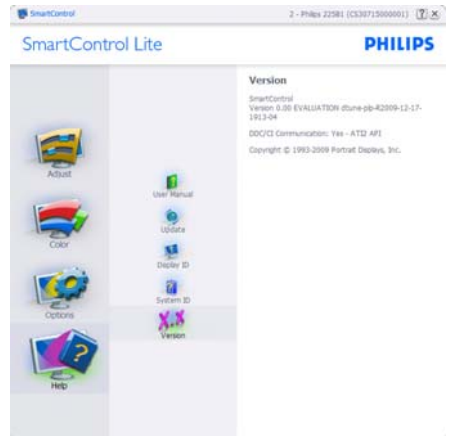 SmartControl
2 - Philips 225B1 (CS30715000001) ? X
SmartControl Lite
PHILIPS
Adjust
Color
Options
Help
User Manual
Update
Display ID
System ID
X.X
Version
Version
SmartControl
Version 0.00 EVALUATION dtune-plp-R2009-12-17-
1913-04
DDC/CI Communication: Yes - ATI2 API
Copyright © 1993-2009 Portrait Displays, Inc.